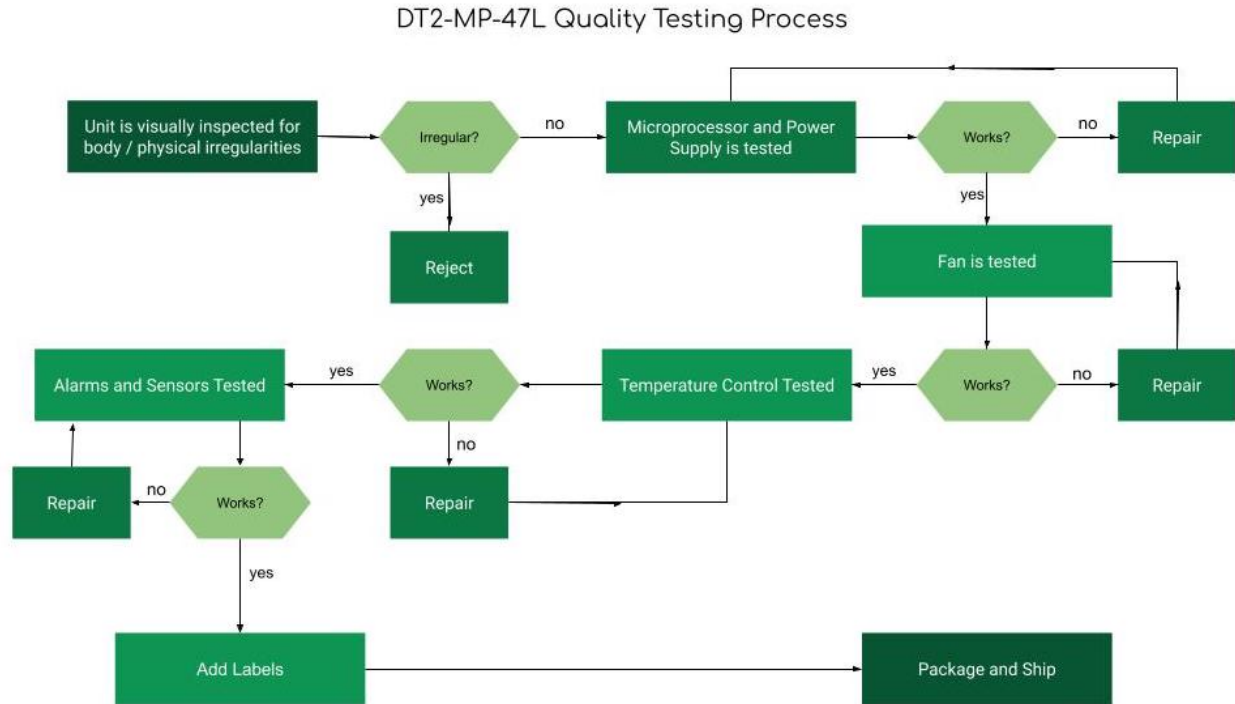 DT2-MP-47L Quality Testing Process
Unit is visually inspected for
body / physical irregularities
Irregular?
no
Microprocessor and Power
Supply is tested
Works?
no
Repair
yes
Reject
yes
Fan is tested
Alarms and Sensors Tested
yes
Works?
Temperature Control Tested
yes
Works?
no
Repair
no
Repair
Repair
no
Works?
yes
Add Labels
Package and Ship